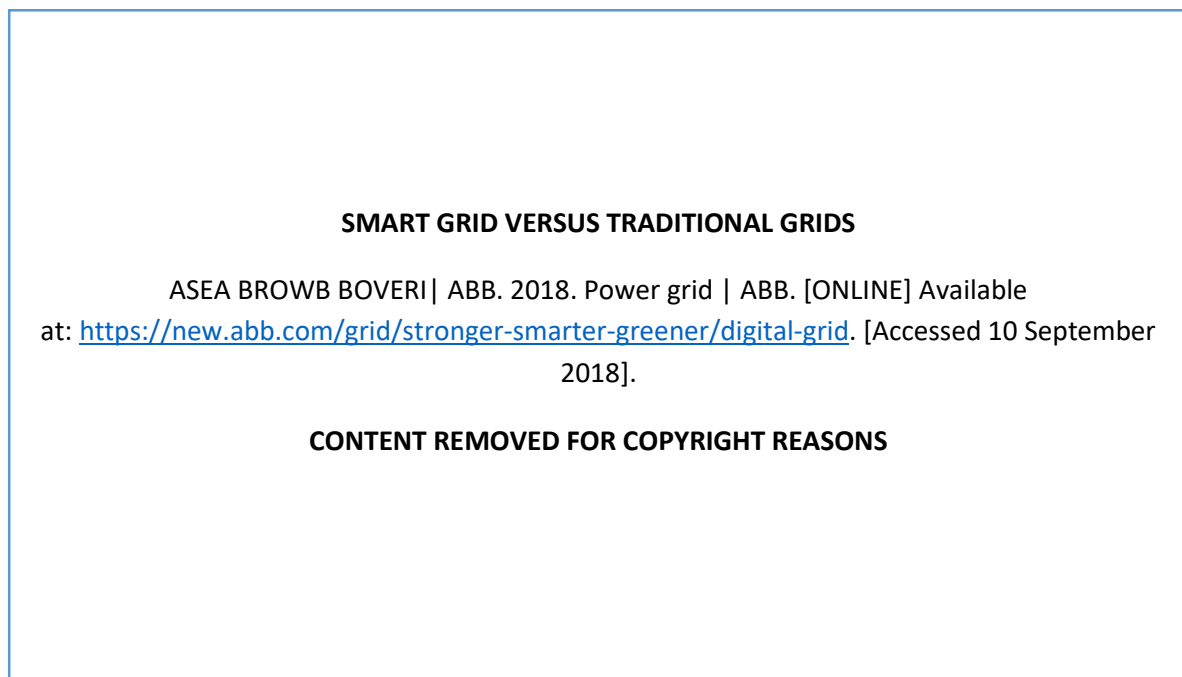 SMART GRID VERSUS TRADITIONAL GRIDS
ASEA BROWB BOVERI| ABB. 2018. Power grid | ABB. [ONLINE] Available
at: https://new.abb.com/grid/stronger-smarter-greener/digital-grid. [Accessed 10 September
2018].
CONTENT REMOVED FOR COPYRIGHT REASONS